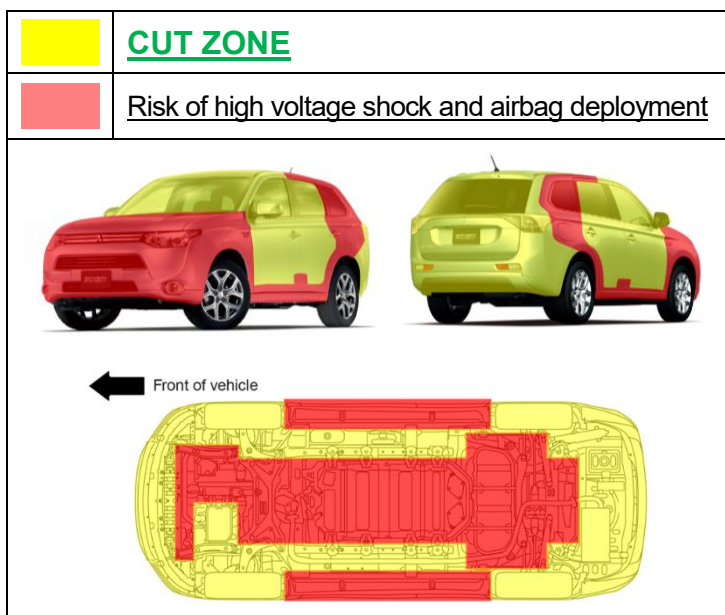 CUT ZONE
Risk of high voltage shock and airbag deployment
Front of vehicle